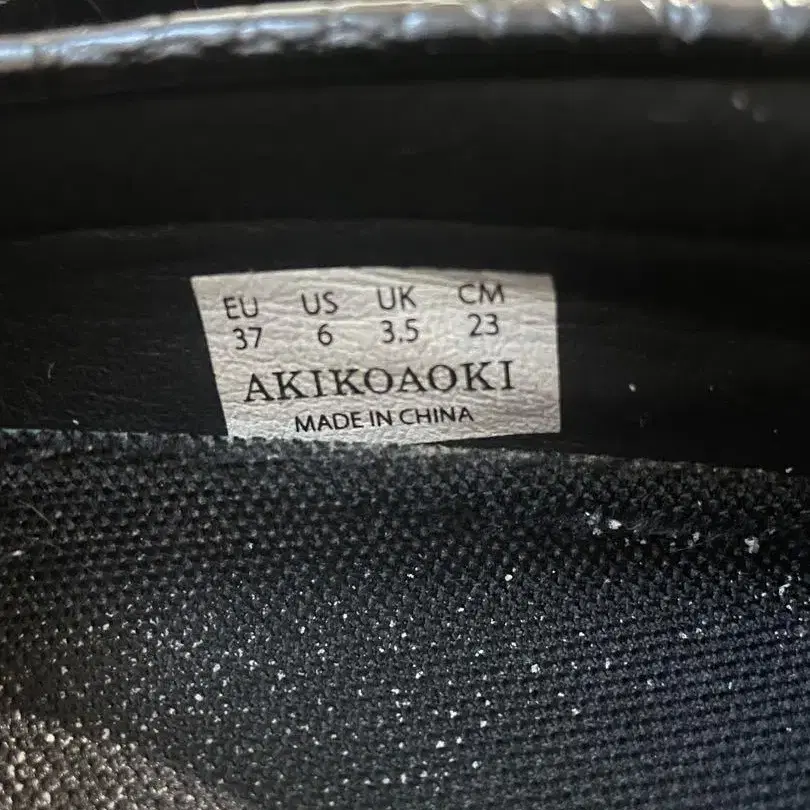 EU US UK CM
37 6 3.5 23
AKIKOAOKI
MADE IN CHINA